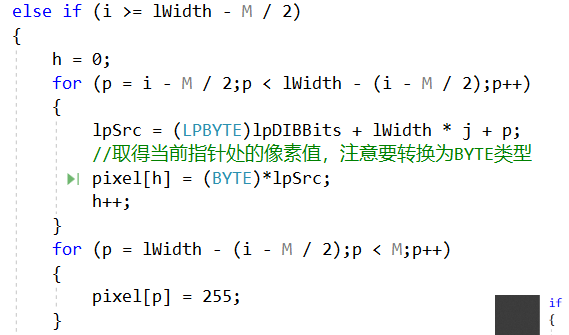 else if (i >= lWidth - M / 2)
{
h = 0;
for (p = i - M / 2;p < lWidth - (i - M / 2);p++)
{
lpSrc = (LPBYTE)lpDIBBits + lWidth * j + p;
//取得当前指针处的像素值，注意要转换为BYTE类型
pixel[h] = (BYTE)*lpSrc;
h++;
}
for (p = lWidth - (i - M / 2);p < M;p++)
{
pixel[p] = 255;
}
if
{